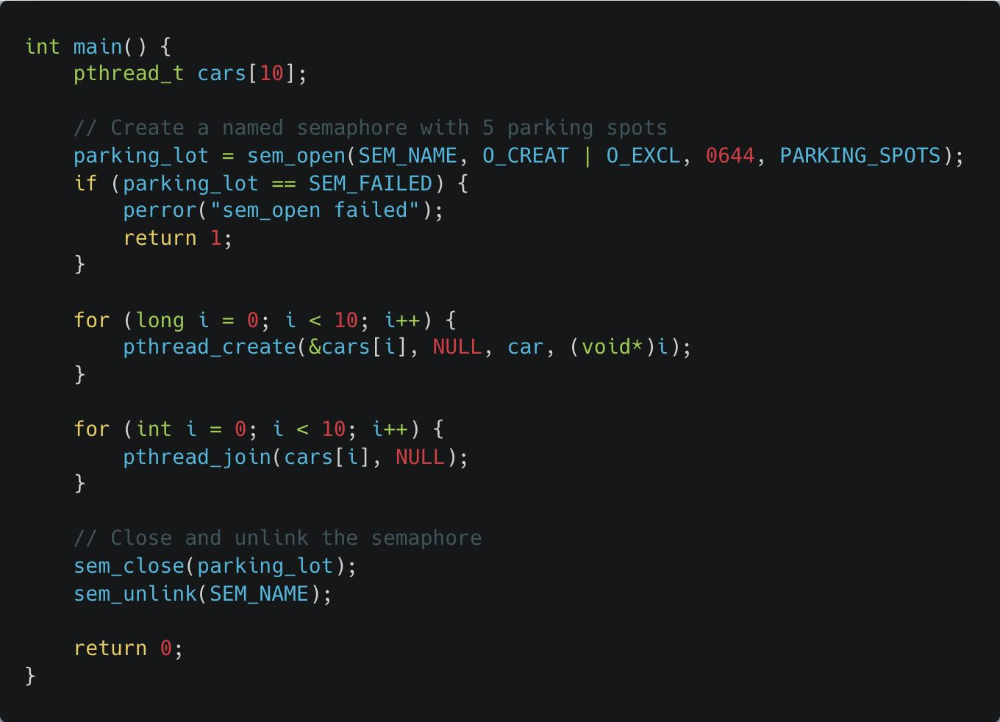 int main() {
    pthread_t cars[10];

    // Create a named semaphore with 5 parking spots
    parking_lot = sem_open(SEM_NAME, O_CREAT | O_EXCL, 0644, PARKING_SPOTS);
    if (parking_lot == SEM_FAILED) {
        perror("sem_open failed");
        return 1;
    }

    for (long i = 0; i < 10; i++) {
        pthread_create(&cars[i], NULL, car, (void*)i);
    }

    for (int i = 0; i < 10; i++) {
        pthread_join(cars[i], NULL);
    }

    // Close and unlink the semaphore
    sem_close(parking_lot);
    sem_unlink(SEM_NAME);

    return 0;
}